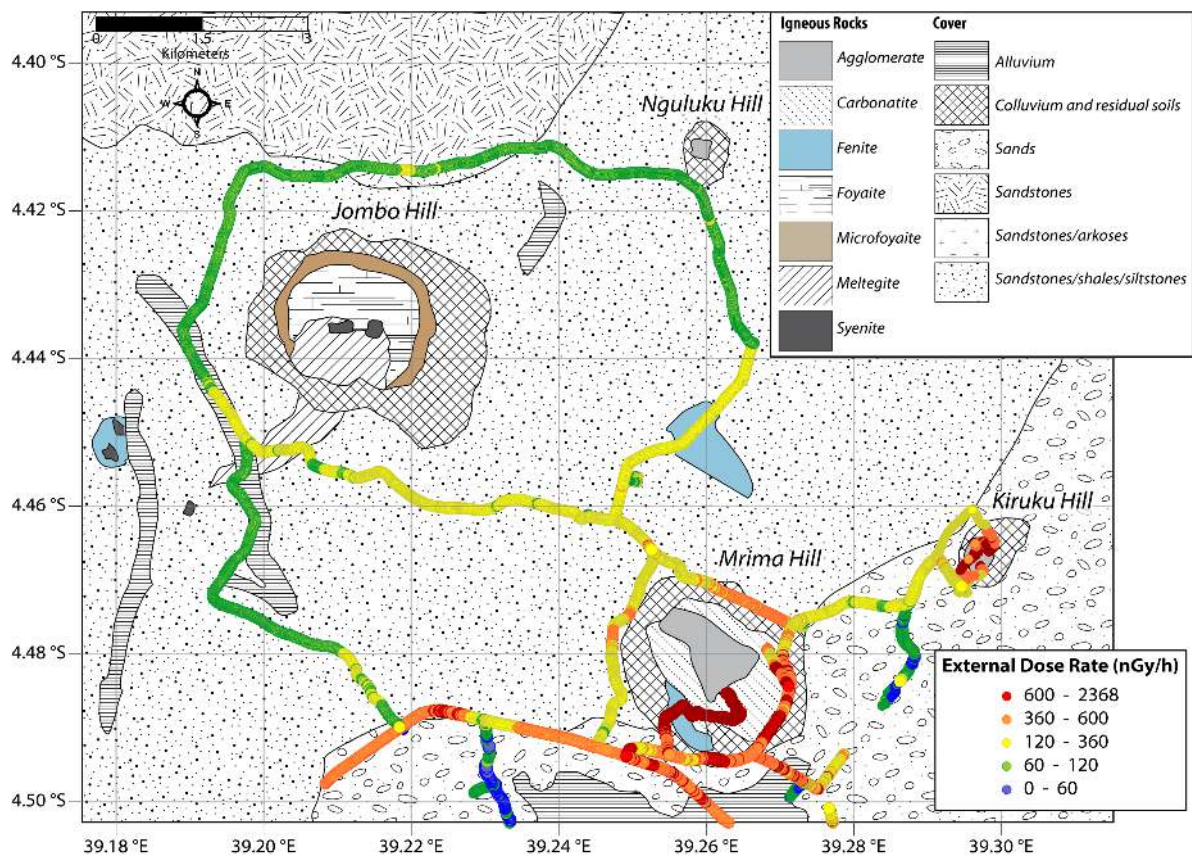 0 1.5 3
Kilometers
N
W E
S
4.40 °S
4.42 °S
4.44 °S
4.46 °S
4.48 °S
4.50 °S
39.18 °E 39.20 °E 39.22 °E 39.24 °E 39.26 °E 39.28 °E 39.30 °E
Nguluku Hill
Jombo Hill
Kiruku Hill
Mrima Hill
Igneous Rocks
Agglomerate
Carbonatite
Fenite
Foyaite
Microfoyaite
Meltegite
Syenite
Cover
Alluvium
Colluvium and residual soils
Sands
Sandstones
Sandstones/arkoses
Sandstones/shales/siltstones
External Dose Rate (nGy/h)
600 - 2368
360 - 600
120 - 360
60 - 120
0 - 60